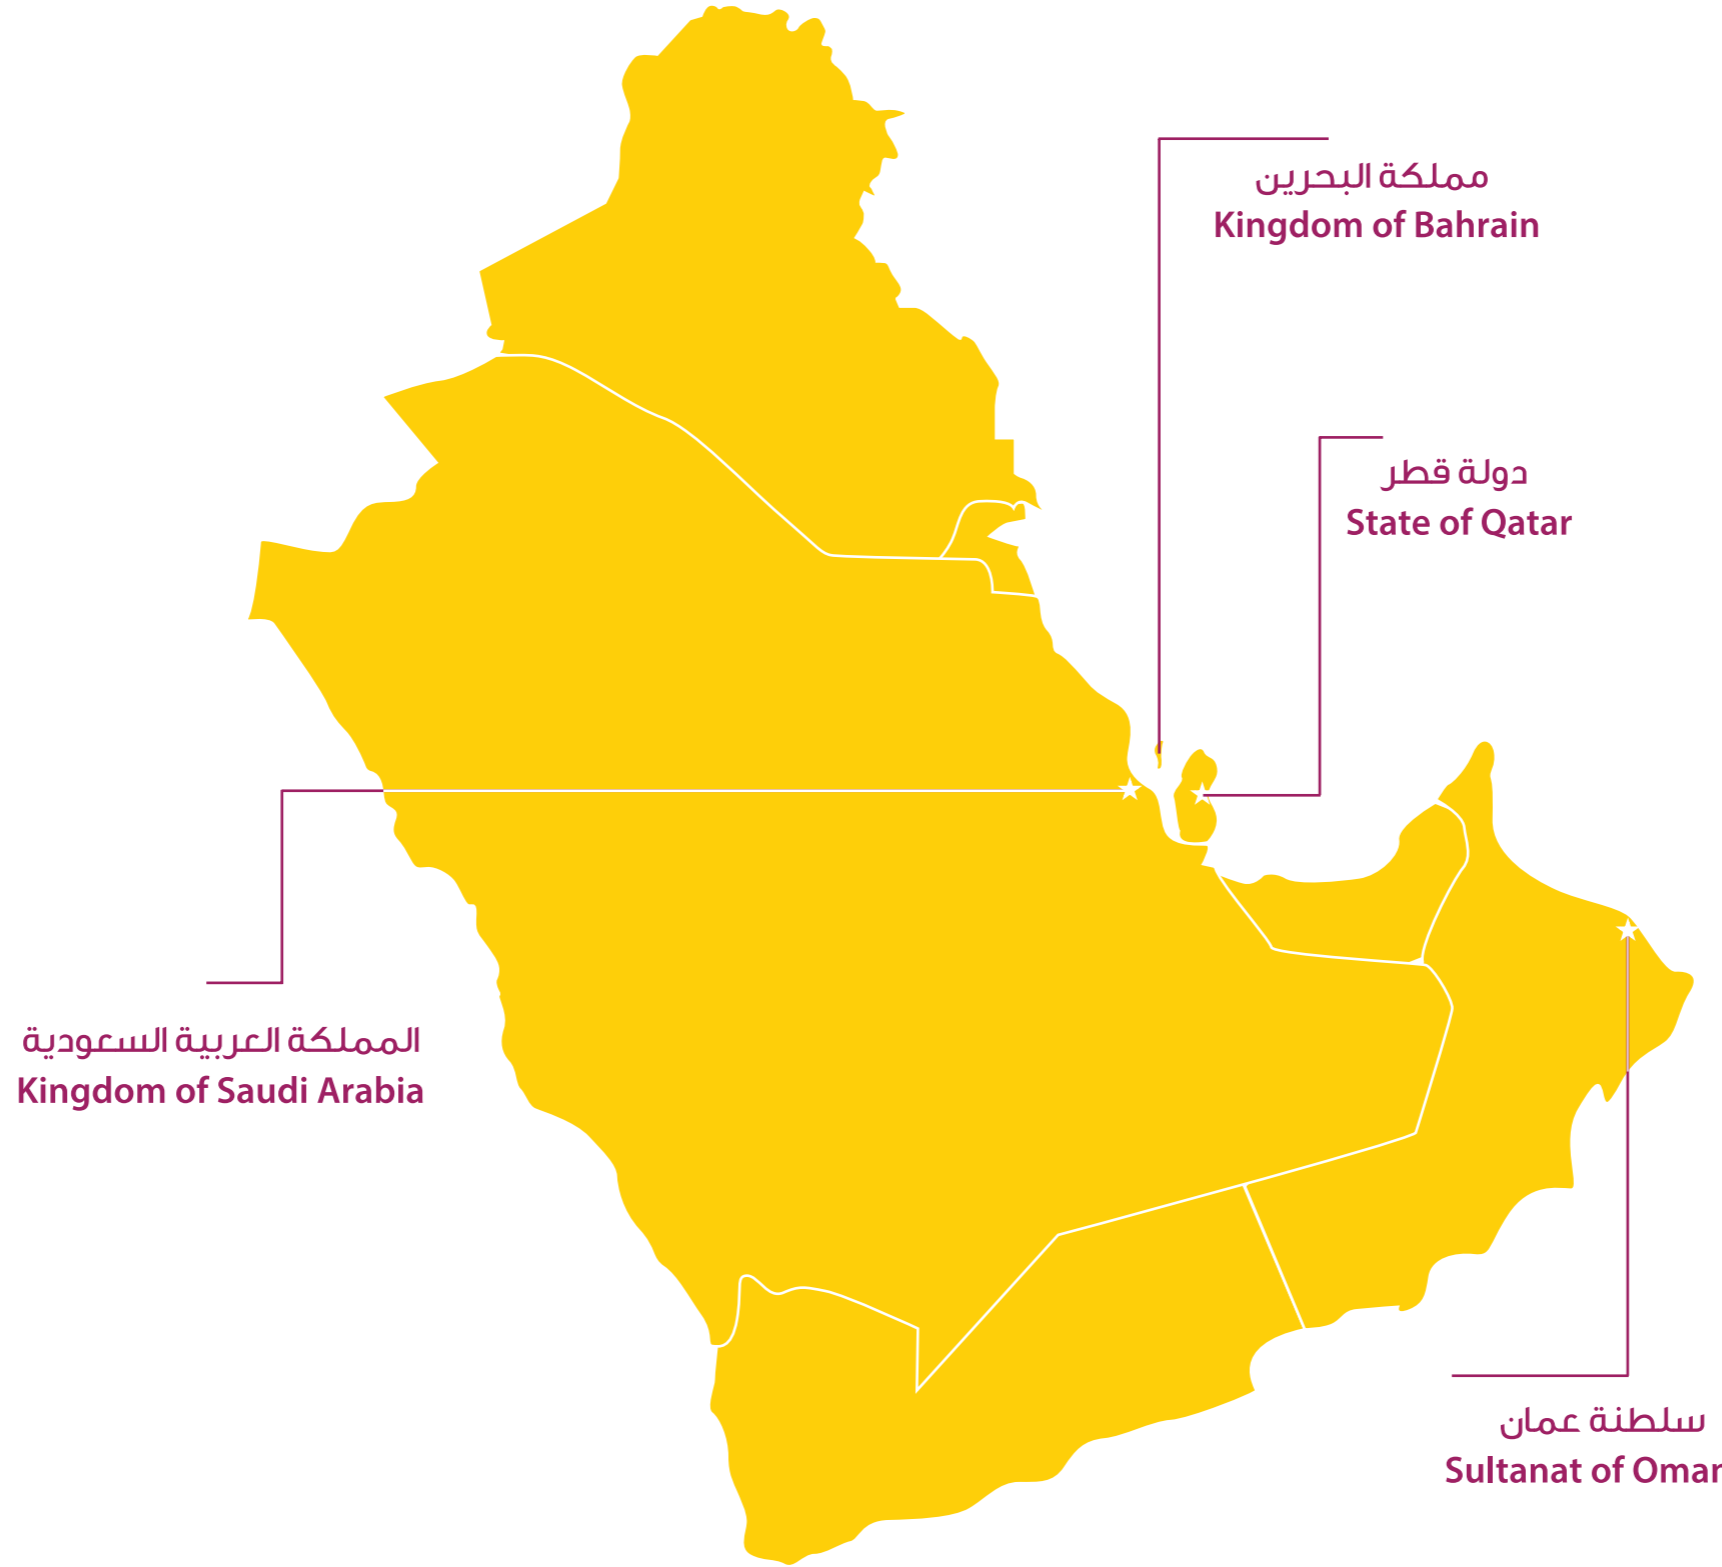 مملكة البحرين
Kingdom of Bahrain
دولة قطر
State of Qatar
المملكة العربية السعودية
Kingdom of Saudi Arabia
سلطنة عمان
Sultanat of Oman